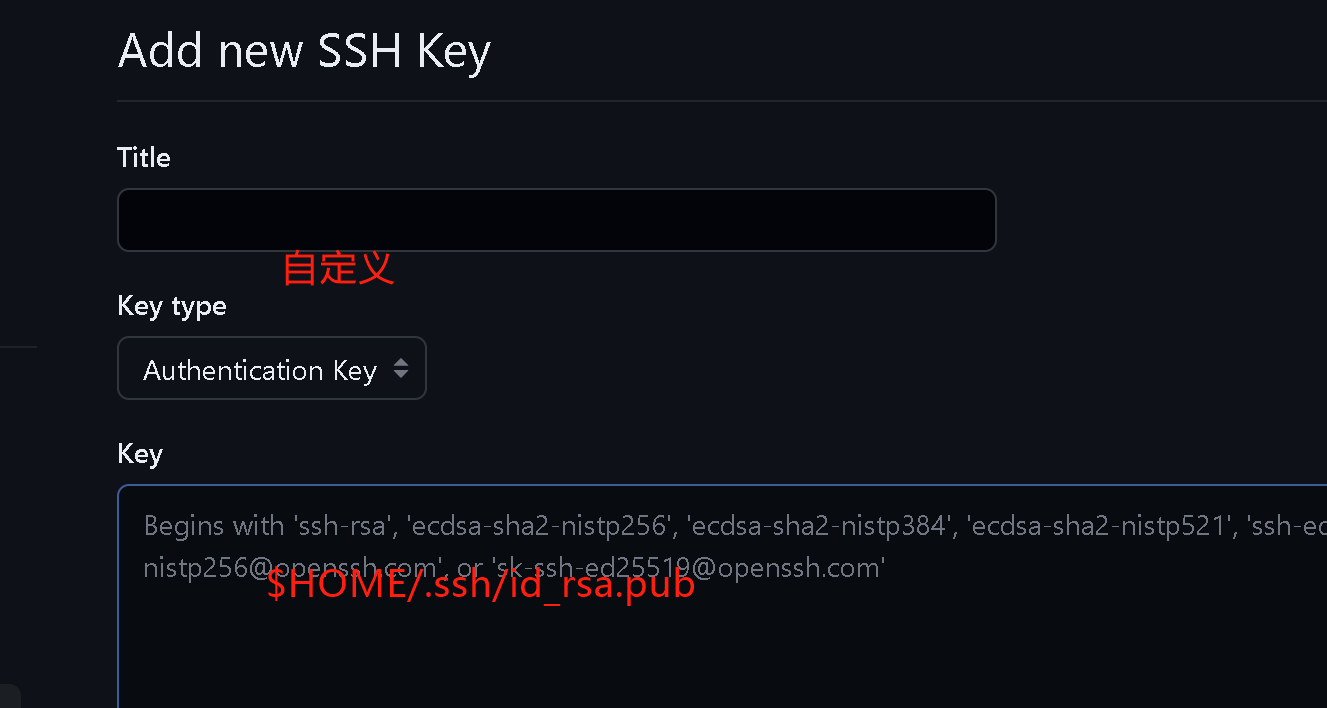 Add new SSH Key
Title
自定义
Key type
Authentication Key
Key
Begins with 'ssh-rsa', 'ecdsa-sha2-nistp256', 'ecdsa-sha2-nistp384', 'ecdsa-sha2-nistp521', 'ssh-ec
nistp256@openssh.com', or 'sk-ssh-ed25519@openssh.com'
$HOME/.ssh/id_rsa.pub